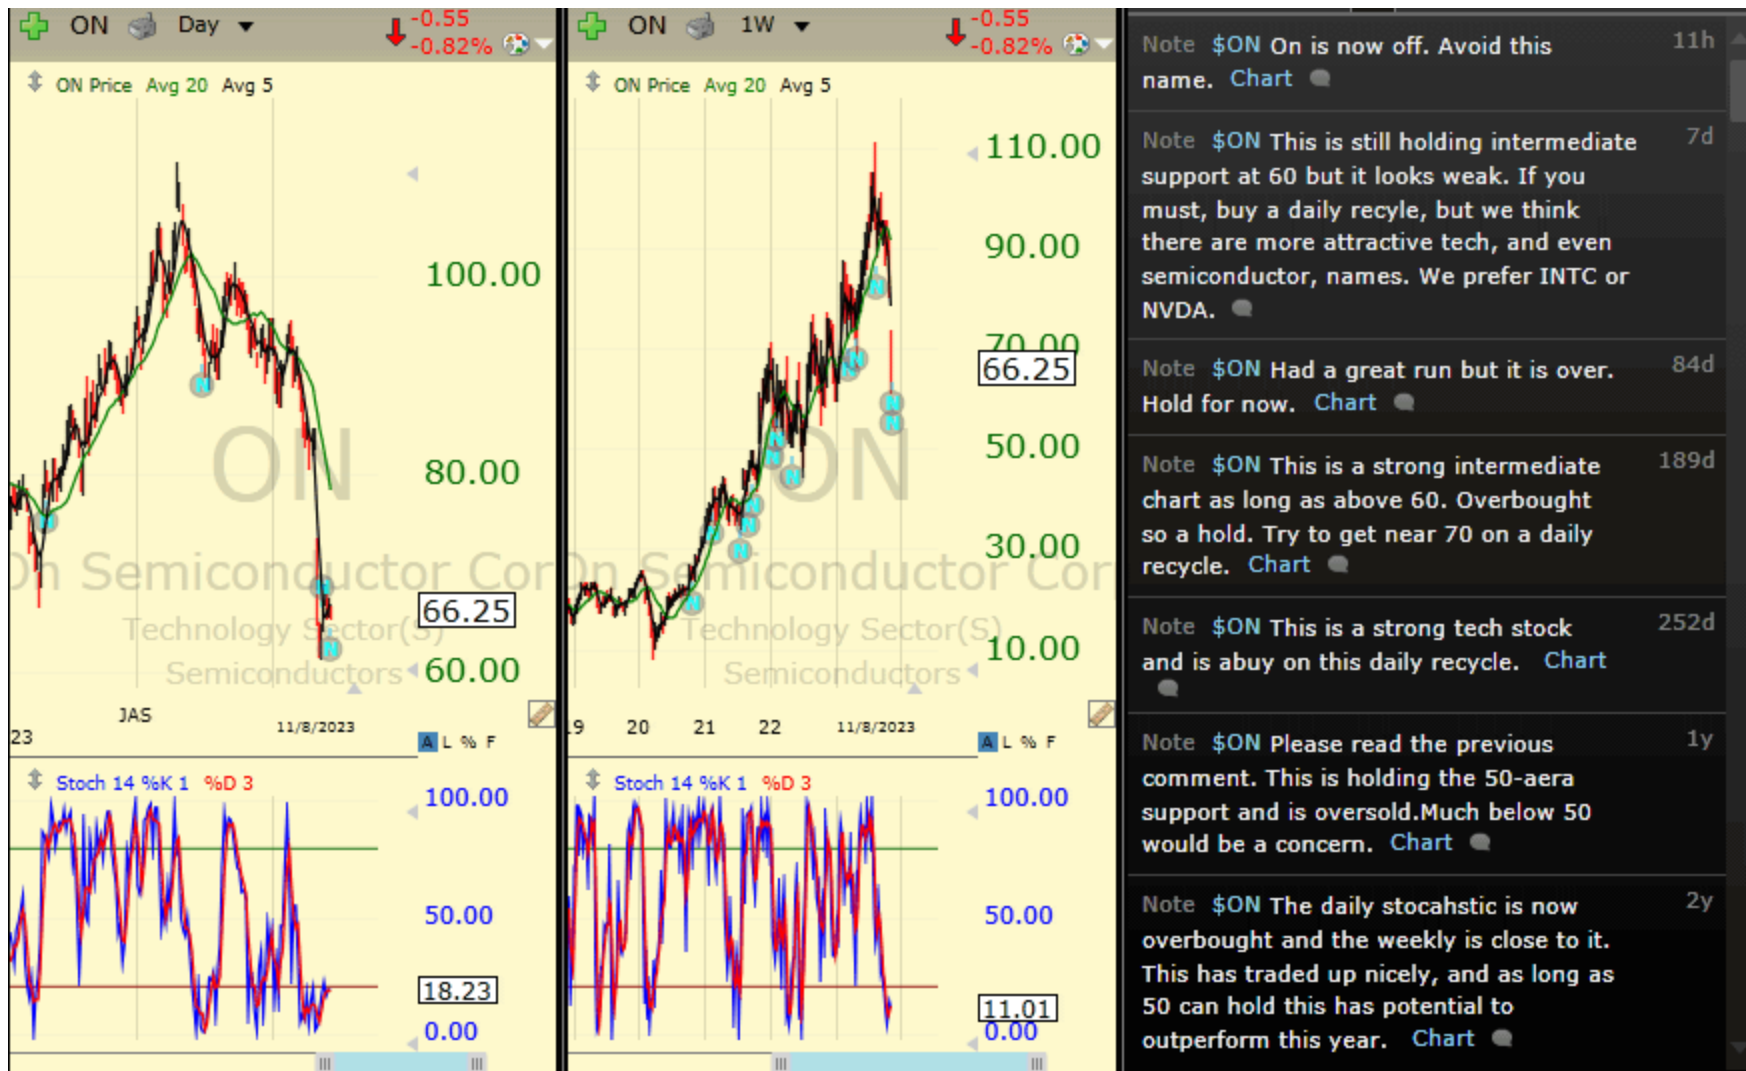 ON Day -0.55
-0.82%
ON Price Avg 20 Avg 5
100.00
80.00
66.25
60.00
ON
On Semiconductor Cor
Technology Sector(S)
Semiconductors
23 JAS 11/8/2023
A L % F
Stoch 14 %K 1 %D 3
100.00
50.00
18.23
0.00
N
N
N
N
ON 1W -0.55
-0.82%
ON Price Avg 20 Avg 5
110.00
90.00
70.00
66.25
50.00
30.00
10.00
ON
On Semiconductor Cor
Technology Sector(S)
Semiconductors
19 20 21 22 11/8/2023
A L % F
Stoch 14 %K 1 %D 3
100.00
50.00
11.01
0.00
N
N
N
N
N
N
N
N
N
N
N
N
N
Note $ON On is now off. Avoid this 11h
name. Chart
Note $ON This is still holding intermediate 7d
support at 60 but it looks weak. If you
must, buy a daily recyle, but we think
there are more attractive tech, and even
semiconductor, names. We prefer INTC or
NVDA.
Note $ON Had a great run but it is over. 84d
Hold for now. Chart
Note $ON This is a strong intermediate 189d
chart as long as above 60. Overbought
so a hold. Try to get near 70 on a daily
recycle. Chart
Note $ON This is a strong tech stock 252d
and is abuy on this daily recycle. Chart
Note $ON Please read the previous 1y
comment. This is holding the 50-aera
support and is oversold.Much below 50
would be a concern. Chart
Note $ON The daily stocahstic is now 2y
overbought and the weekly is close to it.
This has traded up nicely, and as long as
50 can hold this has potential to
outperform this year. Chart